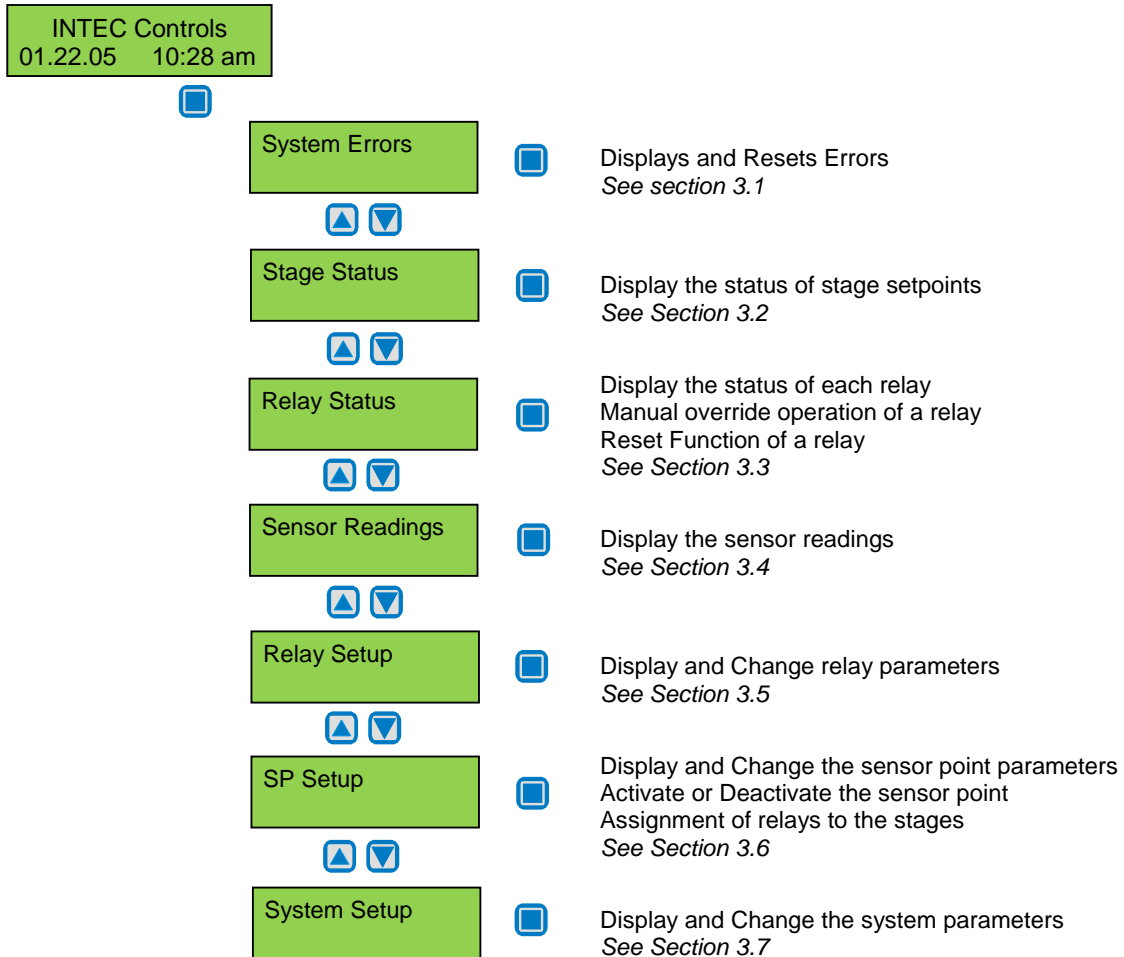 INTEC Controls
01.22.05 10:28 am
System Errors
Displays and Resets Errors
See section 3.1
Stage Status
Display the status of stage setpoints
See Section 3.2
Relay Status
Display the status of each relay
Manual override operation of a relay
Reset Function of a relay
See Section 3.3
Sensor Readings
Display the sensor readings
See Section 3.4
Relay Setup
Display and Change relay parameters
See Section 3.5
SP Setup
Display and Change the sensor point parameters
Activate or Deactivate the sensor point
Assignment of relays to the stages
See Section 3.6
System Setup
Display and Change the system parameters
See Section 3.7